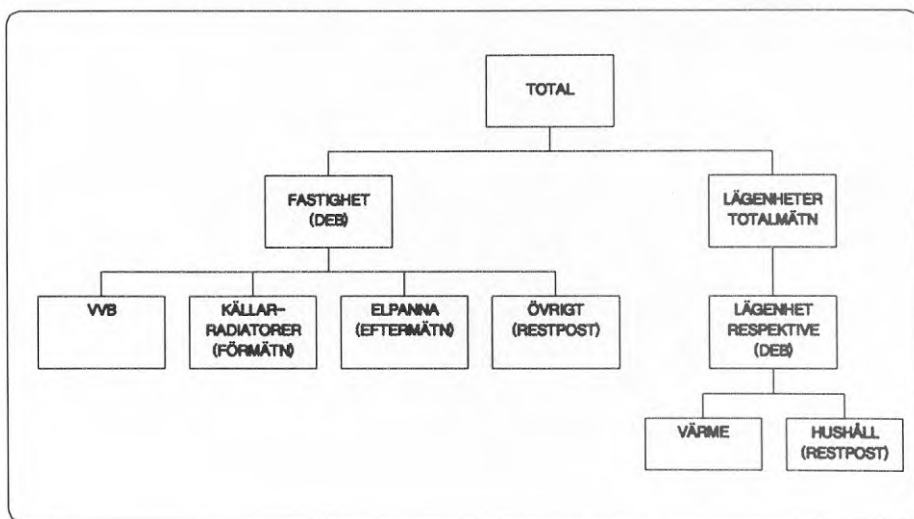 TOTAL
FASTIGHET
(DEB)
LÄGENHETER
TOTALMÄTN
VVB
KÄLLAR-
RADIATORER
(FÖRMÄTN)
ELPANNA
(EFTERMÄTN)
ÖVRIGT
(RESTPOST)
LÄGENHET
RESPEKTIVE
(DEB)
VÄRME
HUSHÅLL
(RESTPOST)